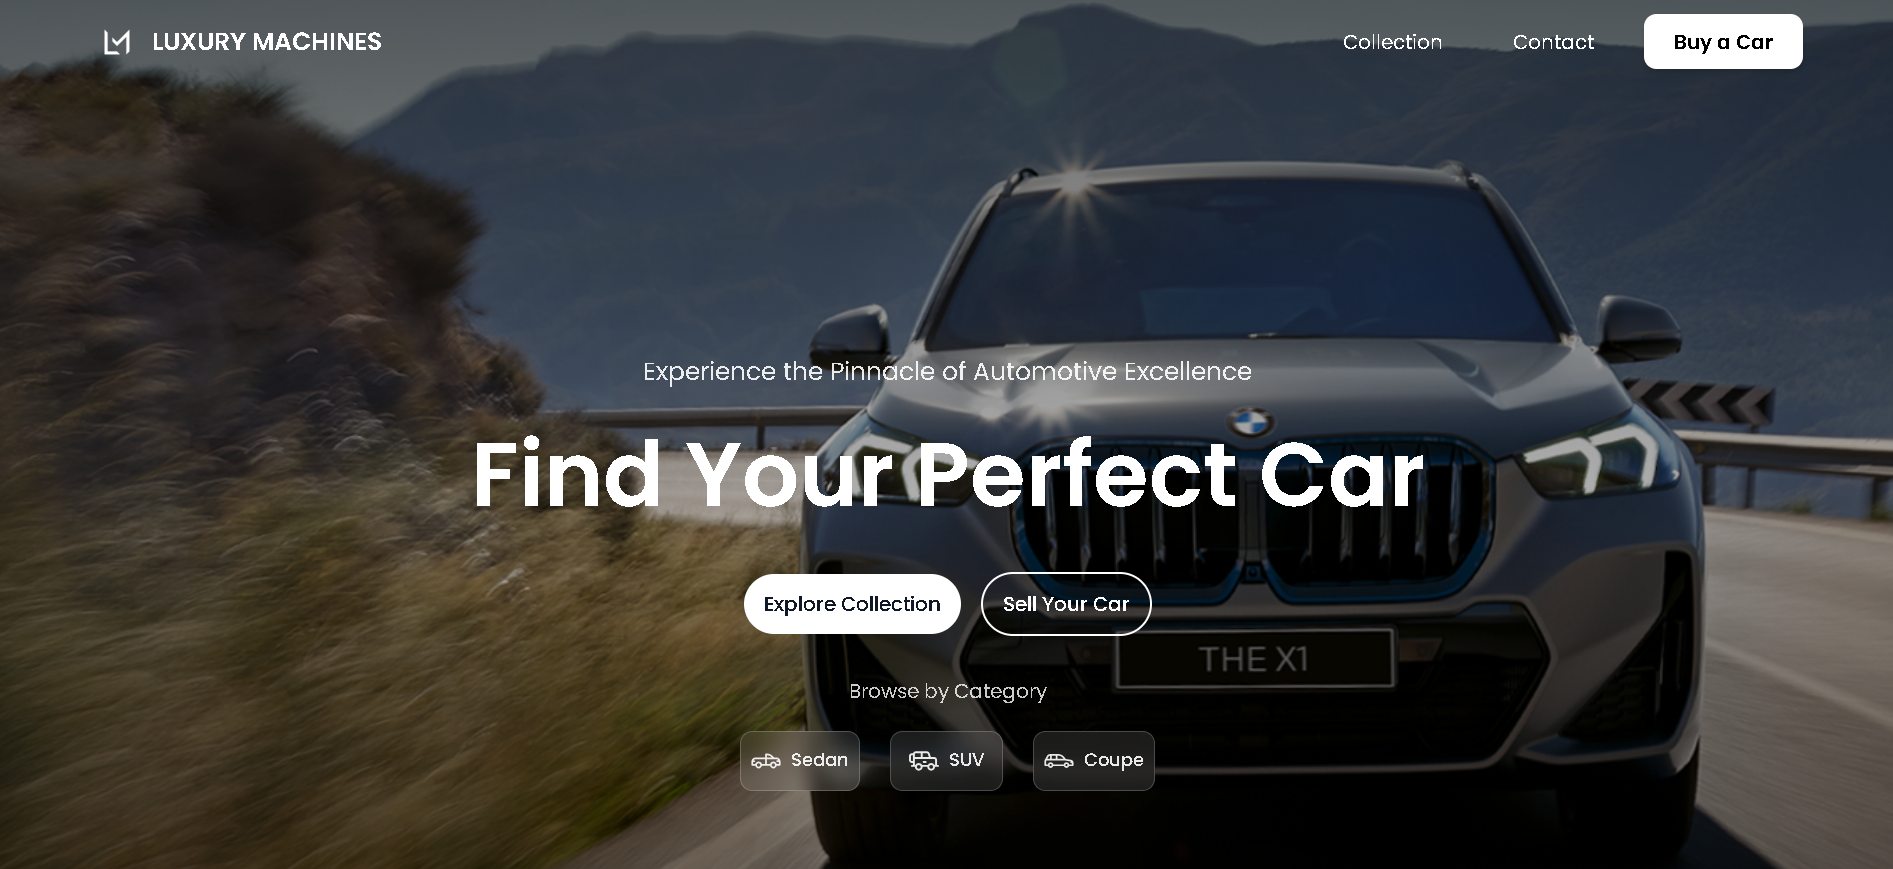 LUXURY MACHINES
Collection
Contact
Buy a Car
Experience the Pinnacle of Automotive Excellence
Find Your Perfect Car
Explore Collection
Sell Your Car
THE X1
Browse by Category
Sedan
SUV
Coupe